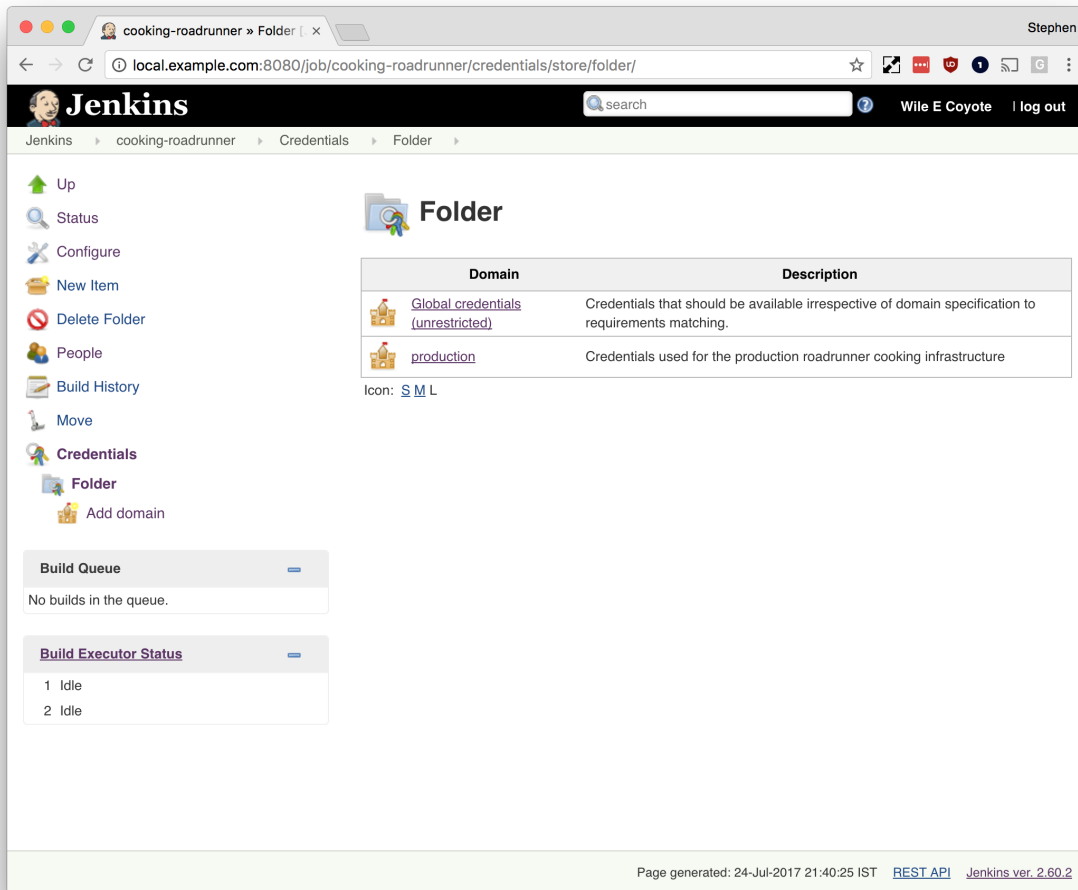 cooking-roadrunner » Folder [
Stephen
local.example.com:8080/job/cooking-roadrunner/credentials/store/folder/
Jenkins
search
Wile E Coyote | log out
Jenkins cooking-roadrunner Credentials Folder
Up
Status
Configure
New Item
Delete Folder
People
Build History
Move
Credentials
Folder
Add domain
Build Queue
No builds in the queue.
Build Executor Status
1 Idle
2 Idle
Folder
Domain Description
Global credentials Credentials that should be available irrespective of domain specification to
(unrestricted) requirements matching.
production Credentials used for the production roadrunner cooking infrastructure
Icon: S M L
Page generated: 24-Jul-2017 21:40:25 IST REST API Jenkins ver. 2.60.2